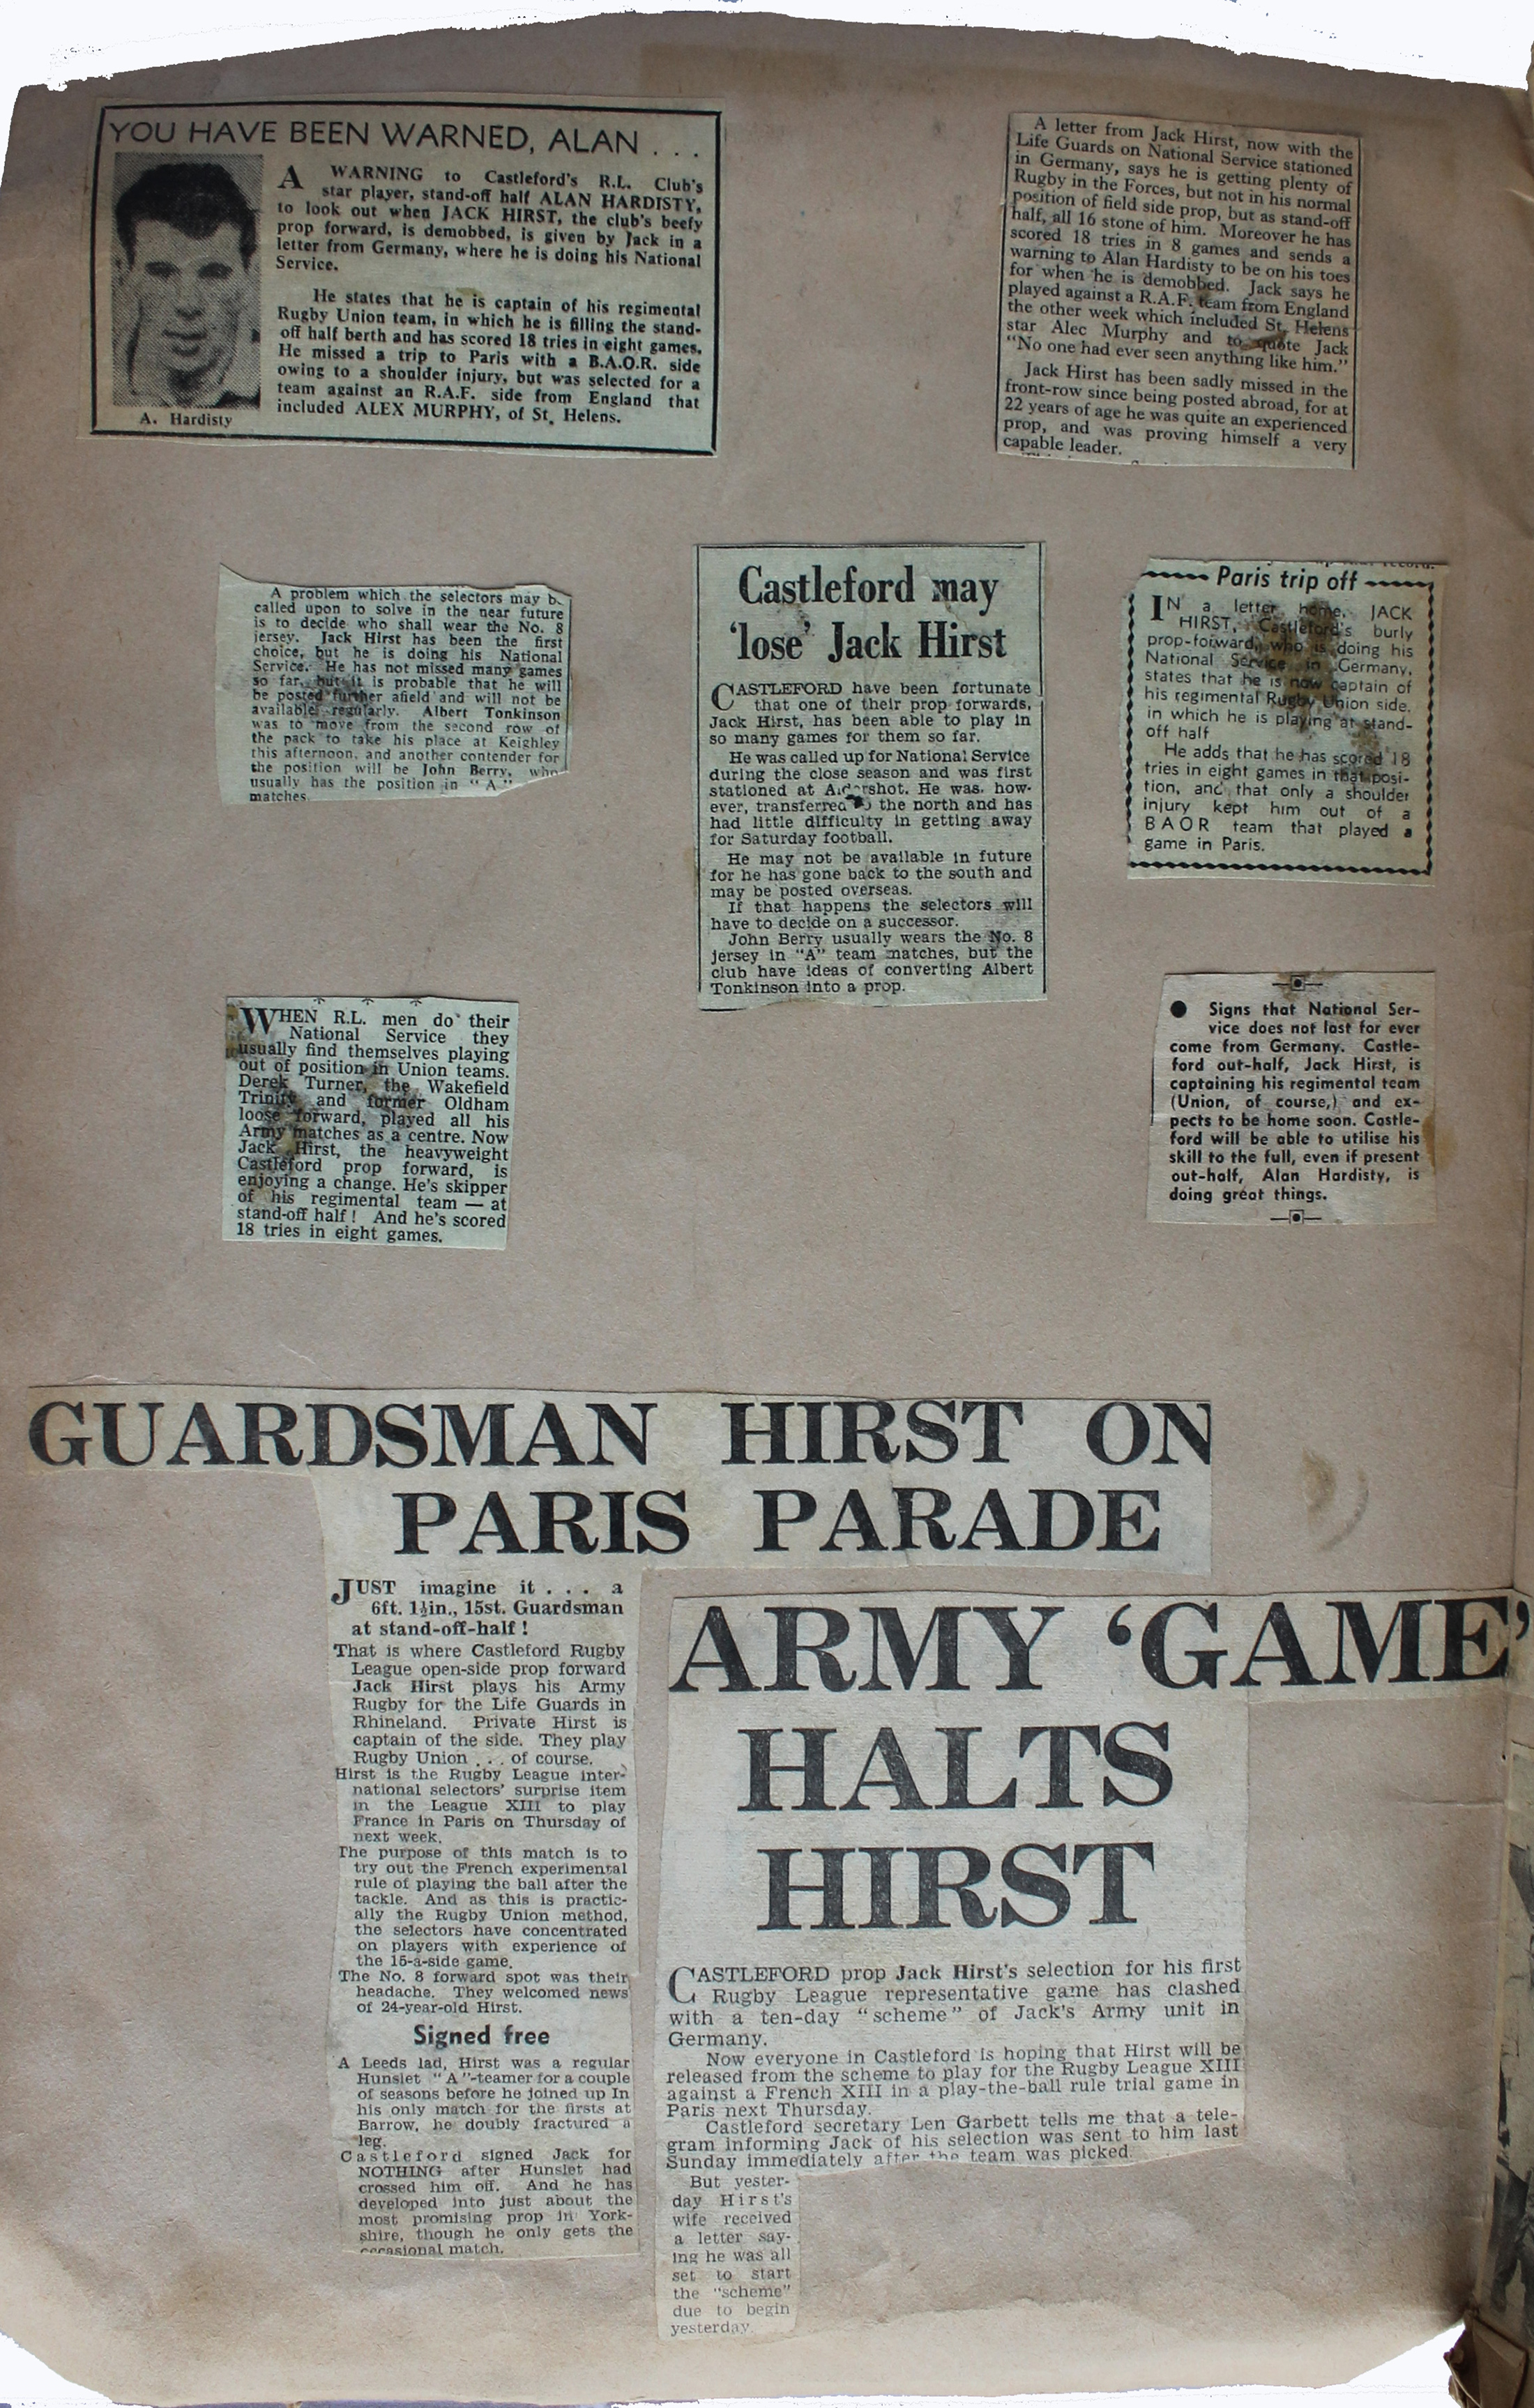 YOU HAVE BEEN WARNED, ALAN . . .
A WARNING to Castleford's R.L. Club's
star player, stand-off half ALAN HARDISTY,
to look out when JACK HIRST, the club's beefy
prop forward, is demobbed, is given by Jack in a
letter from Germany, where he is doing his National
Service.
He states that he is captain of his regimental
Rugby Union team, in which he is filling the stand-
off half berth and has scored 18 tries in eight games.
He missed a trip to Paris with a B.A.O.R. side
owing to a shoulder injury, but was selected for a
team against an R.A.F. side from England that
included ALEX MURPHY, of St. Helens.
A. Hardisty
A letter from Jack Hirst, now with the
Life Guards on National Service stationed
in Germany, says he is getting plenty of
Rugby in the Forces, but not in his normal
position of field side prop, but as stand-off
half, all 16 stone of him. Moreover he has
scored 18 tries in 8 games and sends a
warning to Alan Hardisty to be on his toes
for when he is demobbed. Jack says he
played against a R.A.F. team from England
the other week which included St. Helens
star Alec Murphy and to quote Jack
"No one had ever seen anything like him."
Jack Hirst has been sadly missed in the
front-row since being posted abroad, for at
22 years of age he was quite an experienced
prop, and was proving himself a very
capable leader.
A problem which the selectors may b
called upon to solve in the near future
is to decide who shall wear the No. 8
jersey. Jack Hirst has been the first
choice, but he is doing his National
Service. He has not missed many games
so far, but it is probable that he will
be posted further afield and will not be
available regularly. Albert Tonkinson
was to move from the second row of
the pack to take his place at Keighley
this afternoon, and another contender for
the position will be John Berry, who
usually has the position in "A"
matches.
Castleford may
'lose' Jack Hirst
CASTLEFORD have been fortunate
that one of their prop forwards,
Jack Hirst, has been able to play in
so many games for them so far.
He was called up for National Service
during the close season and was first
stationed at Aldershot. He was, how-
ever, transferred to the north and has
had little difficulty in getting away
for Saturday football.
He may not be available in future
for he has gone back to the south and
may be posted overseas.
If that happens the selectors will
have to decide on a successor.
John Berry usually wears the No. 8
jersey in "A" team matches, but the
club have ideas of converting Albert
Tonkinson into a prop.
record.
Paris trip off
IN a letter home, JACK
HIRST, Castleford's burly
prop-forward, who is doing his
National Service in Germany,
states that he is now captain of
his regimental Rugby Union side,
in which he is playing at stand-
off half
He adds that he has scored 18
tries in eight games in that posi-
tion, and that only a shoulder
injury kept him out of a
BAOR team that played a
game in Paris.
WHEN R.L. men do their
National Service they
usually find themselves playing
out of position in Union teams.
Derek Turner, the Wakefield
Trinity and former Oldham
loose forward, played all his
Army matches as a centre. Now
Jack Hirst, the heavyweight
Castleford prop forward, is
enjoying a change. He's skipper
of his regimental team — at
stand-off half! And he's scored
18 tries in eight games.
● Signs that National Ser-
vice does not last for ever
come from Germany. Castle-
ford out-half, Jack Hirst, is
captaining his regimental team
(Union, of course,) and ex-
pects to be home soon. Castle-
ford will be able to utilise his
skill to the full, even if present
out-half, Alan Hardisty, is
doing great things.
GUARDSMAN HIRST ON
PARIS PARADE
JUST imagine it . . . a
6ft. 1½in., 15st. Guardsman
at stand-off-half!
That is where Castleford Rugby
League open-side prop forward
Jack Hirst plays his Army
Rugby for the Life Guards in
Rhineland. Private Hirst is
captain of the side. They play
Rugby Union . . . of course.
Hirst is the Rugby League inter-
national selectors' surprise item
in the League XIII to play
France in Paris on Thursday of
next week.
The purpose of this match is to
try out the French experimental
rule of playing the ball after the
tackle. And as this is practic-
ally the Rugby Union method,
the selectors have concentrated
on players with experience of
the 15-a-side game.
The No. 8 forward spot was their
headache. They welcomed news
of 24-year-old Hirst.
Signed free
A Leeds lad, Hirst was a regular
Hunslet "A"-teamer for a couple
of seasons before he joined up In
his only match for the firsts at
Barrow, he doubly fractured a
leg.
Castleford signed Jack for
NOTHING after Hunslet had
crossed him off. And he has
developed into just about the
most promising prop in York-
shire, though he only gets the
occasional match.
ARMY 'GAME'
HALTS
HIRST
CASTLEFORD prop Jack Hirst's selection for his first
Rugby League representative game has clashed
with a ten-day "scheme" of Jack's Army unit in
Germany.
Now everyone in Castleford is hoping that Hirst will be
released from the scheme to play for the Rugby League XIII
against a French XIII in a play-the-ball rule trial game in
Paris next Thursday.
Castleford secretary Len Garbett tells me that a tele-
gram informing Jack of his selection was sent to him last
Sunday immediately after the team was picked.
But yester-
day Hirst's
wife received
a letter say-
ing he was all
set to start
the "scheme"
due to begin
yesterday.